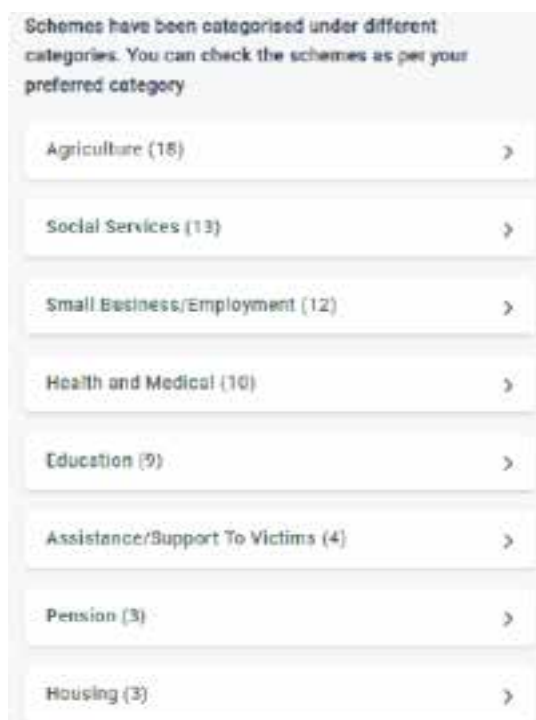 Schemes have been categorised under different
categories. You can check the schemes as per your
preferred category
Agriculture (18)
Social Services (13)
Small Business/Employment (12)
Health and Medical (10)
Education (9)
Assistance/Support To Victims (4)
Pension (3)
Housing (3)